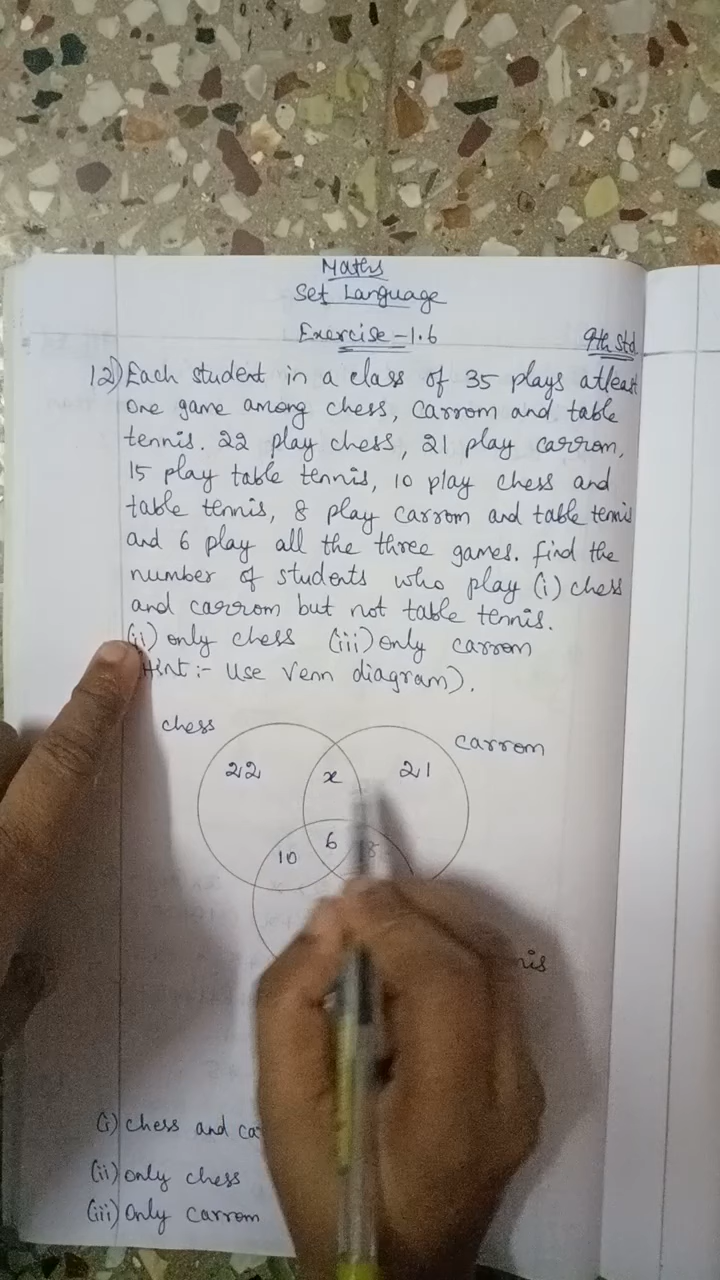 Maths
Set Language
Exercise-1.6
9th std
12) Each student in a class of 35 plays atleast
one game among chess, carrom and table
tennis. 22 play chess, 21 play carrom,
15 play table tennis, 10 play chess and
table tennis, 8 play carrom and table tennis
and 6 play all the three games. find the
number of students who play (i) chess
and carrom but not table tennis.
(ii) only chess (iii) only carrom
Hint:- Use Venn diagram).
chess
carrom
22 x 21
10 6 8
nis
(i) chess and ca
(ii) only chess
(iii) Only carrom